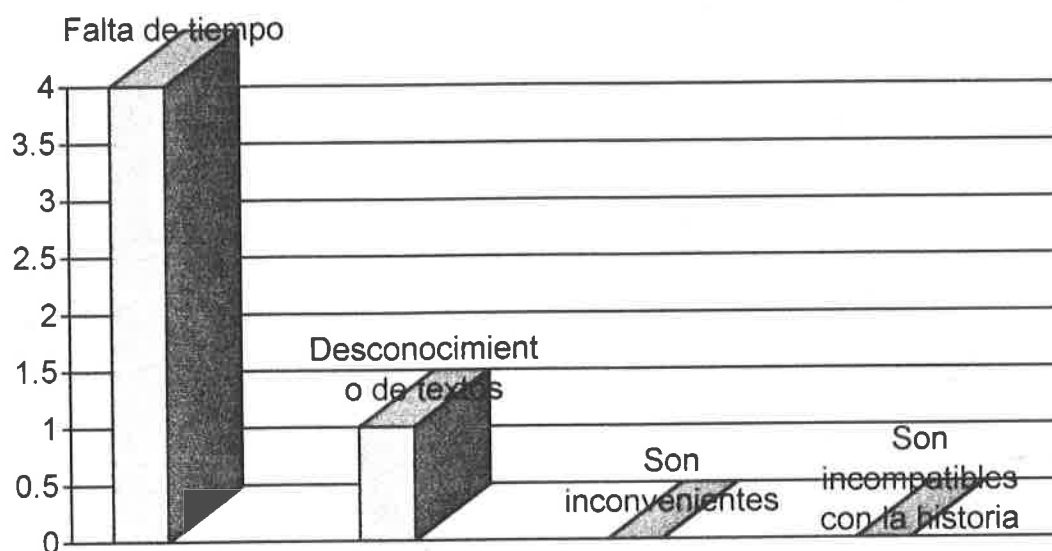 Falta de tiempo
4
3.5
3
2.5
2
1.5
1
0.5
0
Desconocimient
o de textos
Son
inconvenientes
Son
incompatibles
con la historia